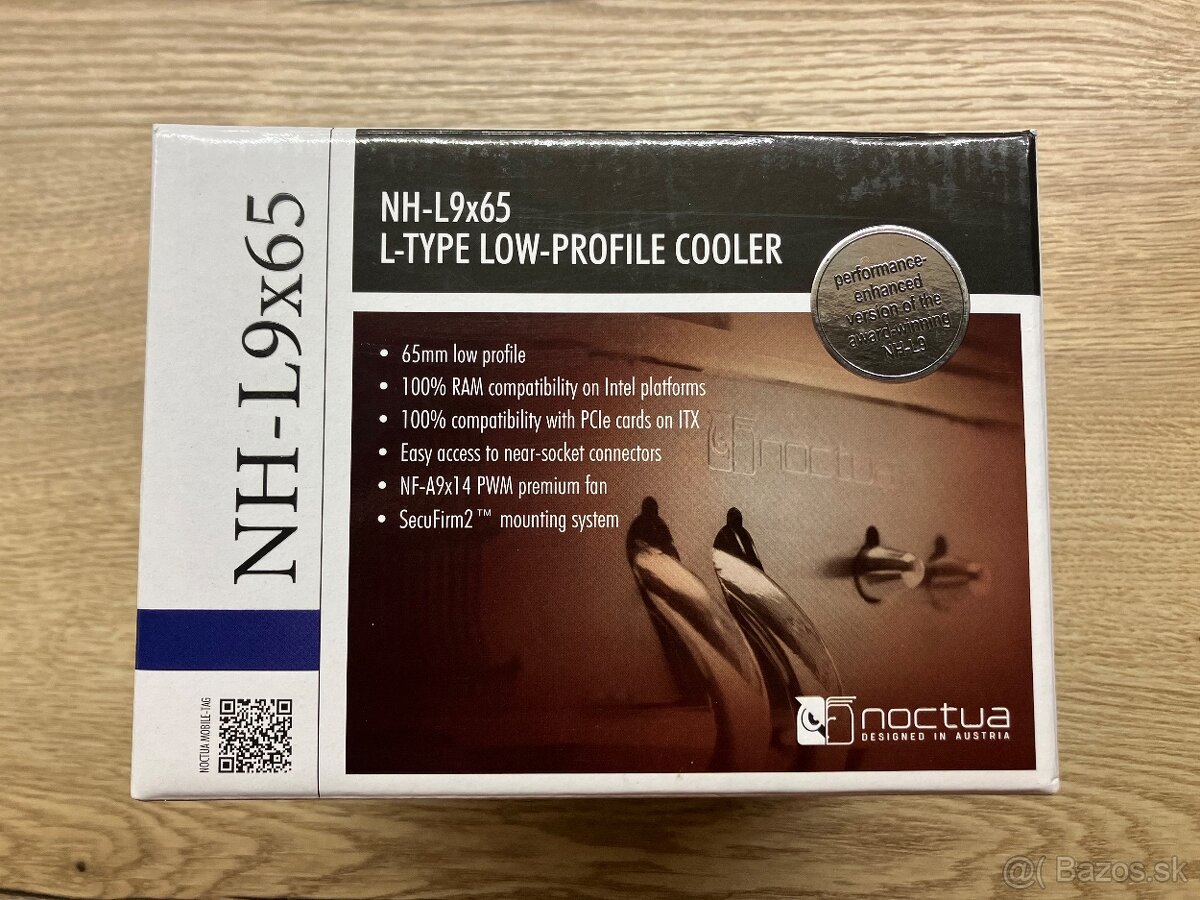 NH-L9x65
NOCTUA MOBILE-TAG
NH-L9x65
L-TYPE LOW-PROFILE COOLER
performance-
enhanced
version of the
award-winning
NH-L9
• 65mm low profile
• 100% RAM compatibility on Intel platforms
• 100% compatibility with PCIe cards on ITX
• Easy access to near-socket connectors
• NF-A9x14 PWM premium fan
• SecuFirm2™ mounting system
noctua
noctua
DESIGNED IN AUSTRIA
@( Bazos.sk